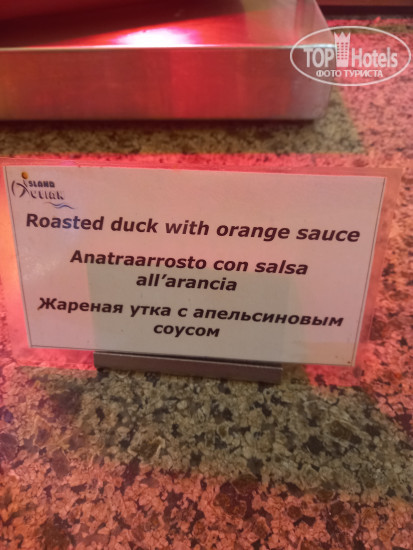 TOP Hotels
ФОТО ТУРИСТА
ISLAND
VIEW
Roasted duck with orange sauce
Anatraarrosto con salsa
all'arancia
Жареная утка с апельсиновым
соусом